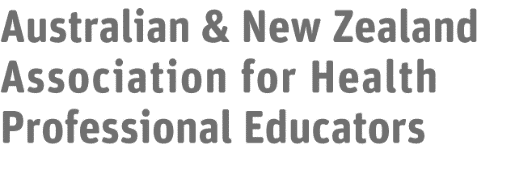 Australian & New Zealand
Association for Health
Professional Educators